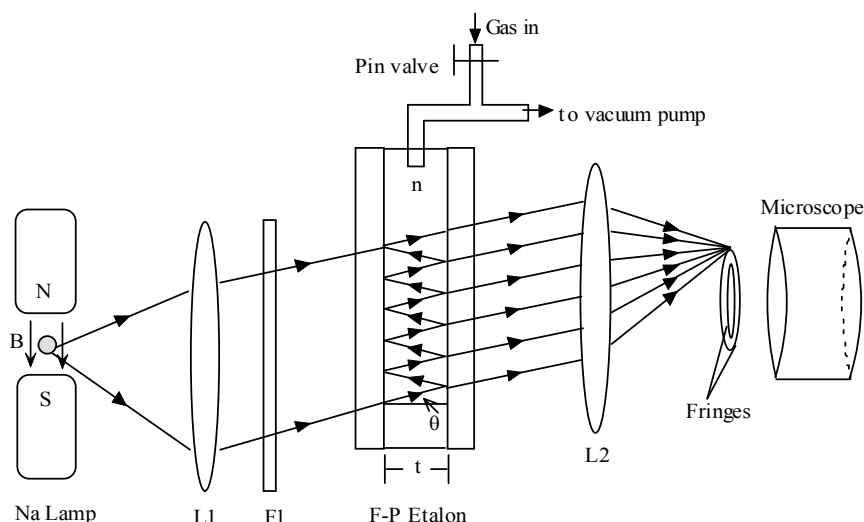 Gas in
Pin valve
to vacuum pump
n
Microscope
N
B
S
θ
Fringes
t
L2
Na Lamp
L1
F1
F-P Etalon